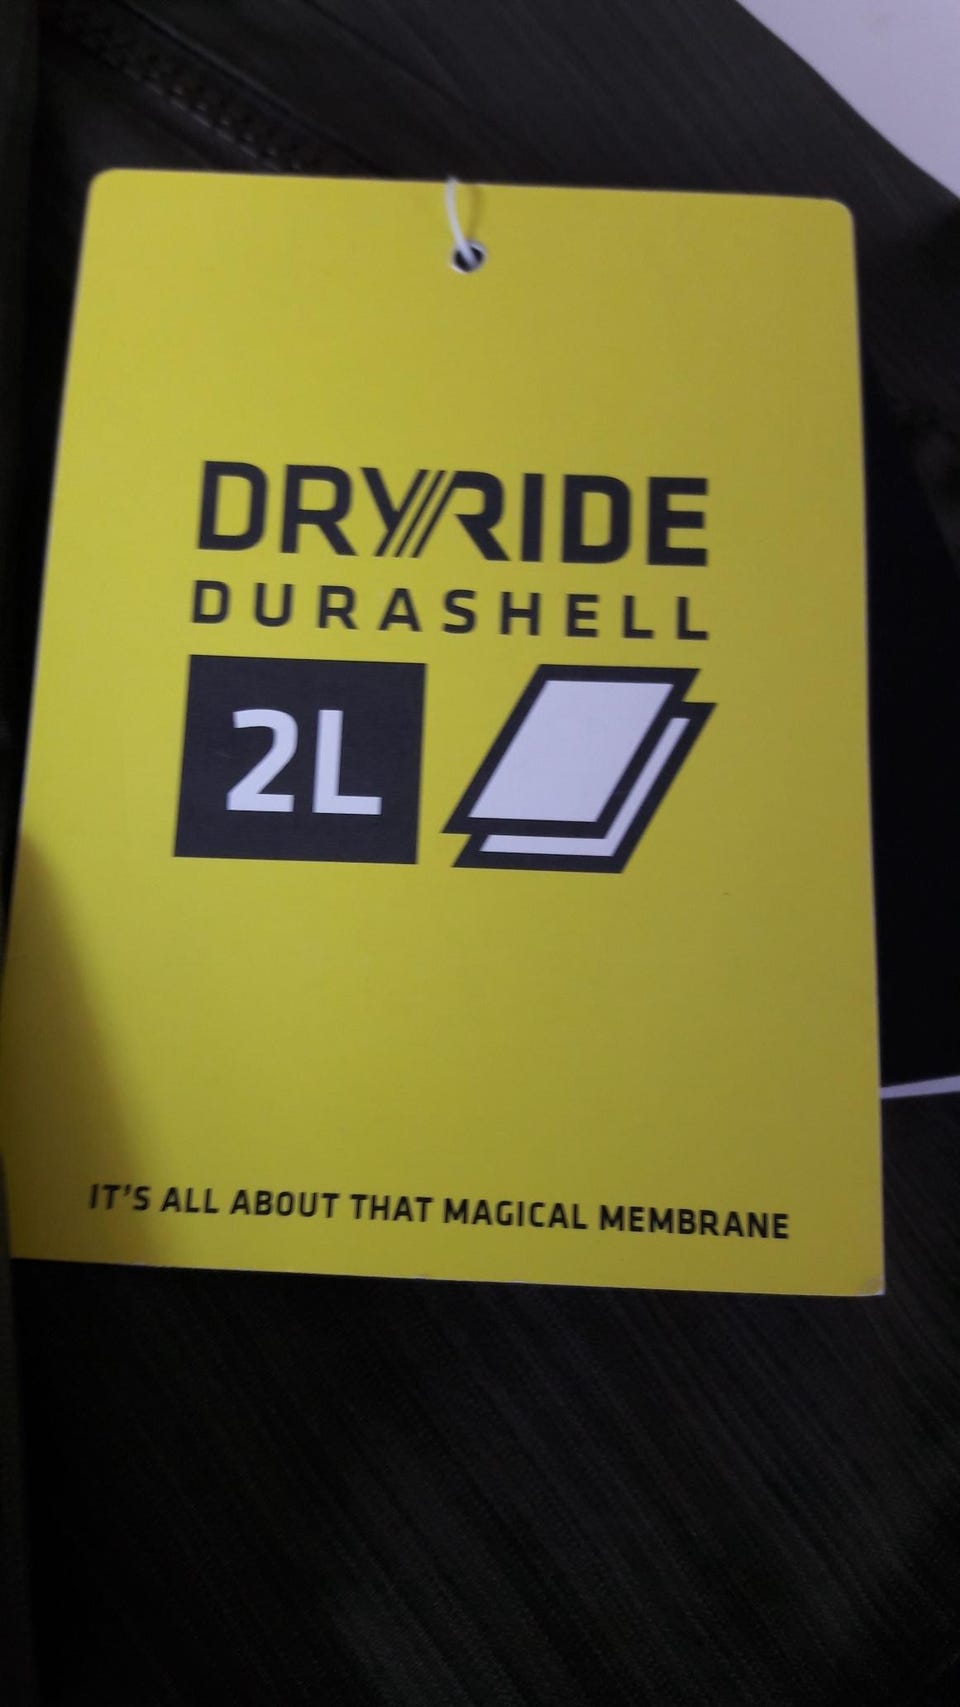 DRYRIDE
DURASHELL
2L
IT'S ALL ABOUT THAT MAGICAL MEMBRANE